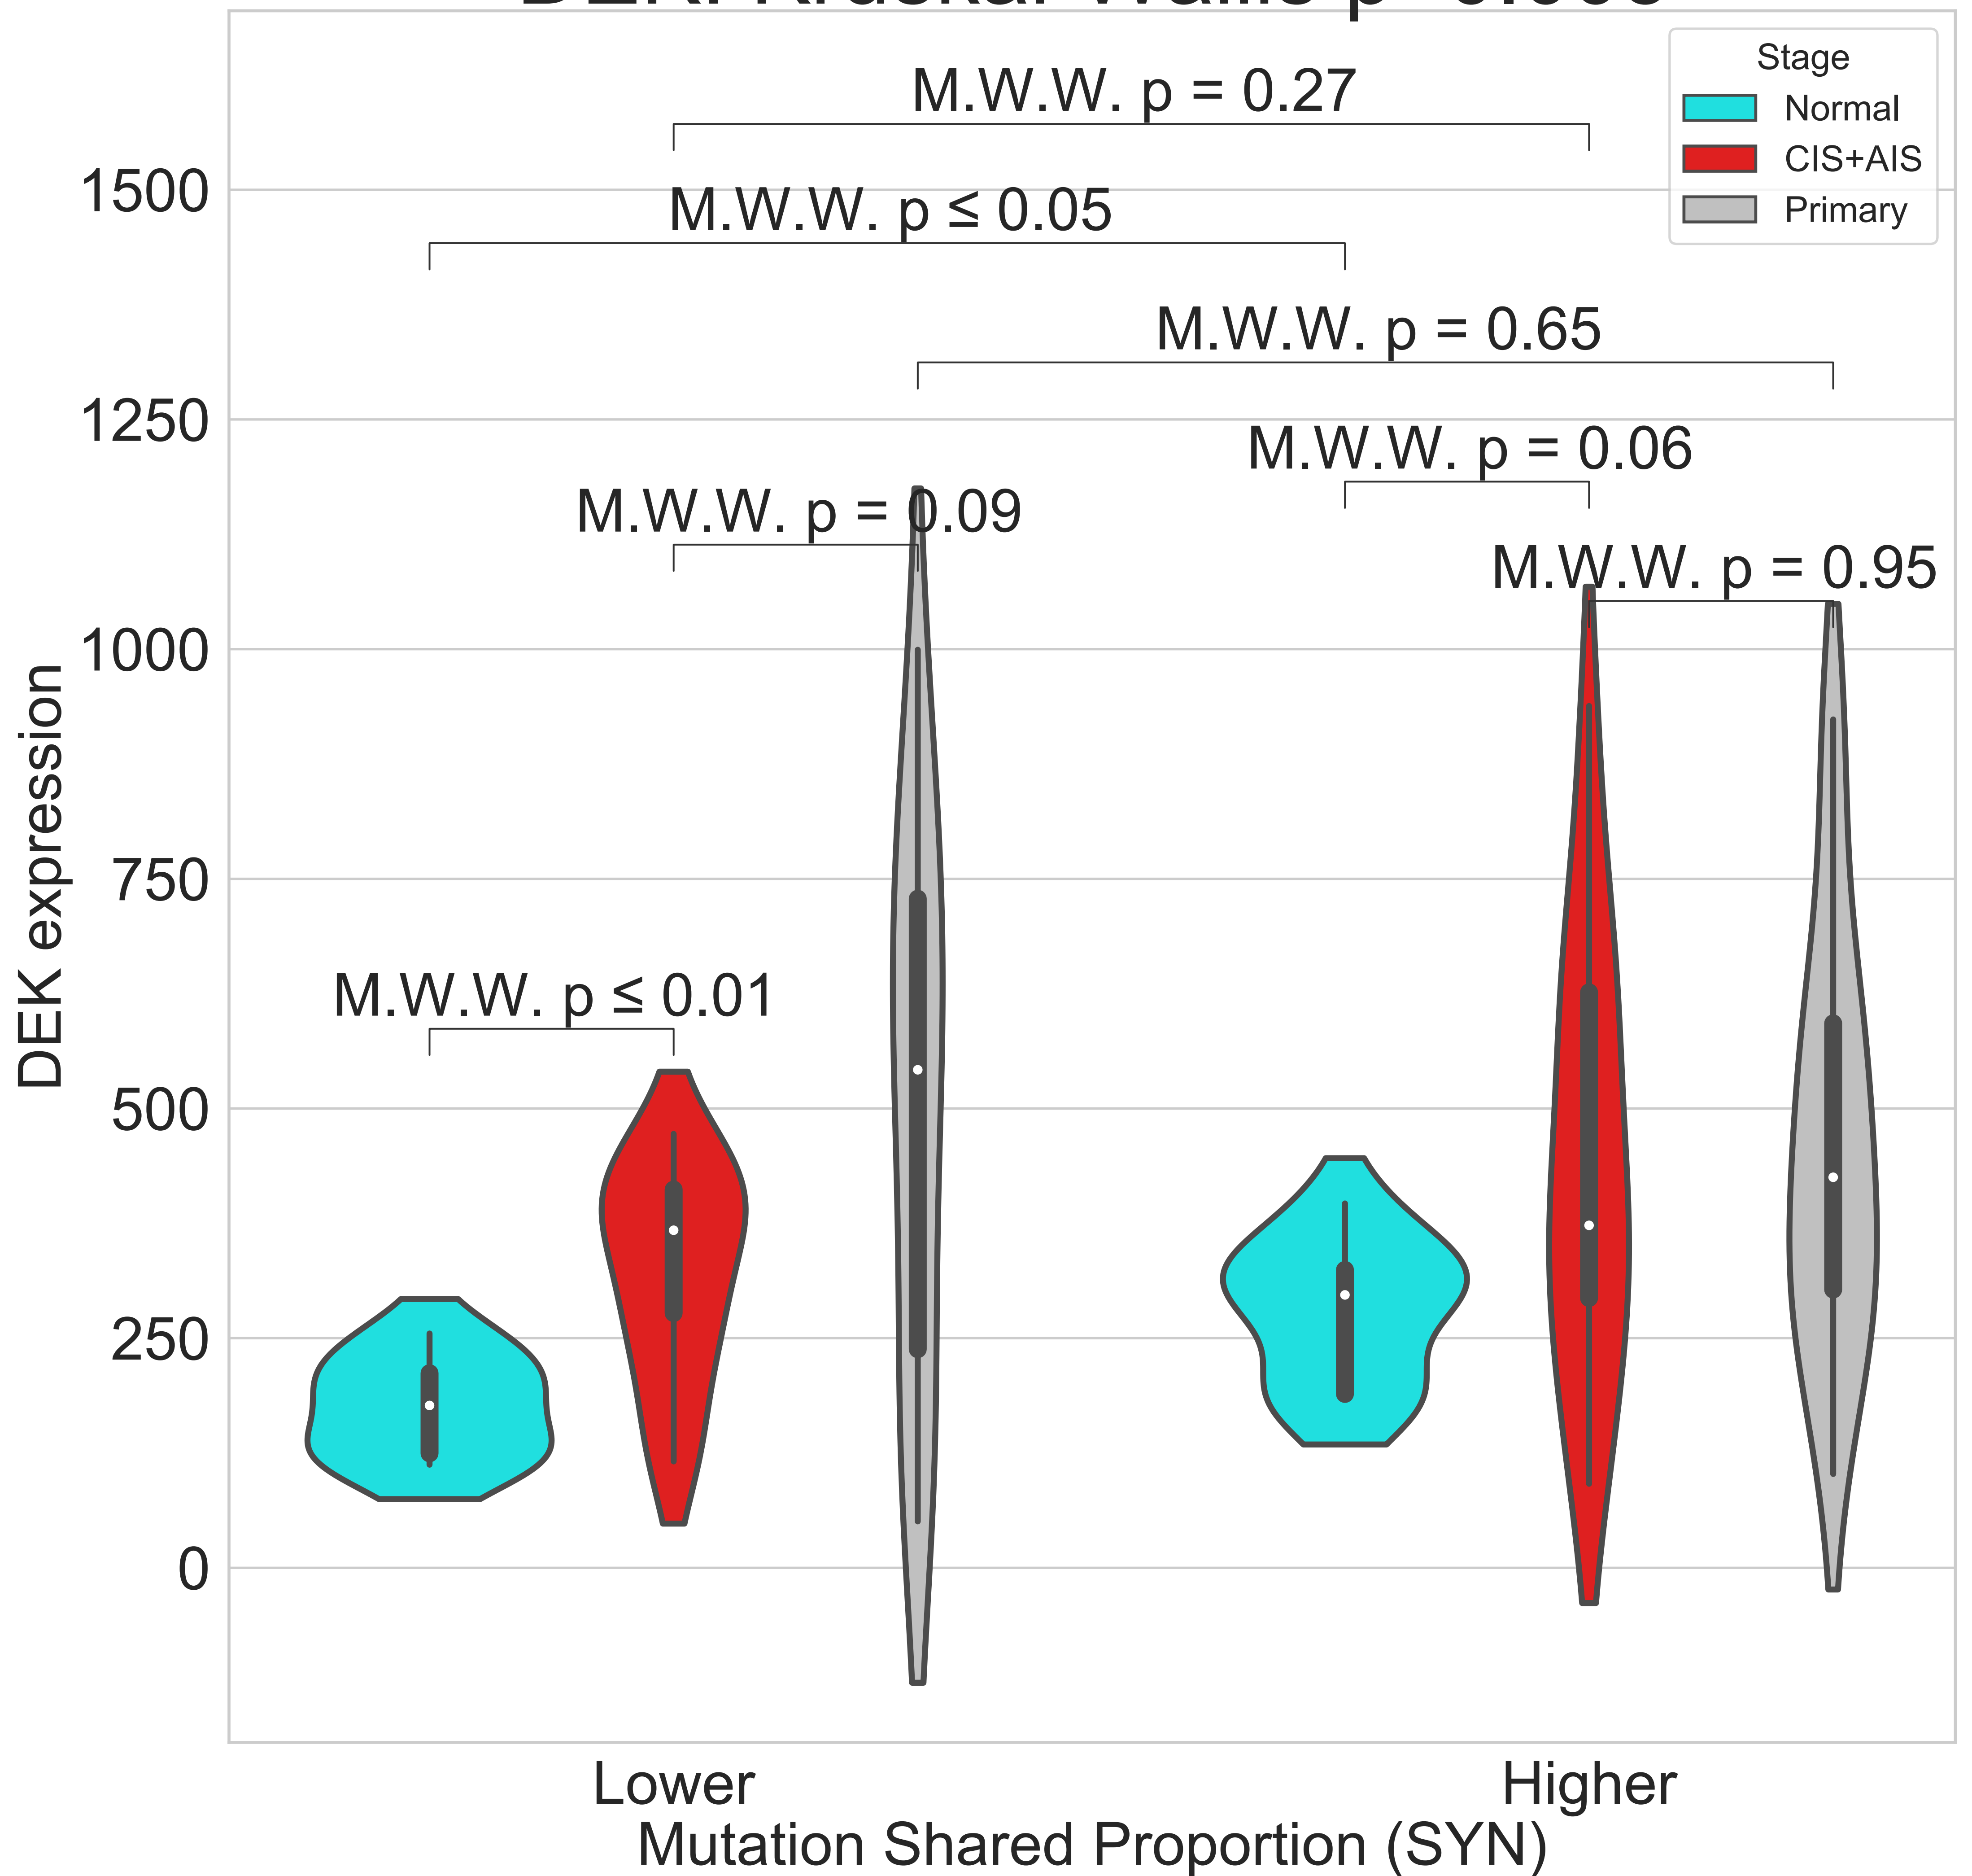 Stage
Normal
CIS+AIS
Primary
M.W.W. p = 0.27
M.W.W. p ≤ 0.05
M.W.W. p = 0.65
M.W.W. p = 0.06
M.W.W. p = 0.09
M.W.W. p = 0.95
M.W.W. p ≤ 0.01
1500
1250
1000
750
500
250
0
DEK expression
Lower
Higher
Mutation Shared Proportion (SYN)